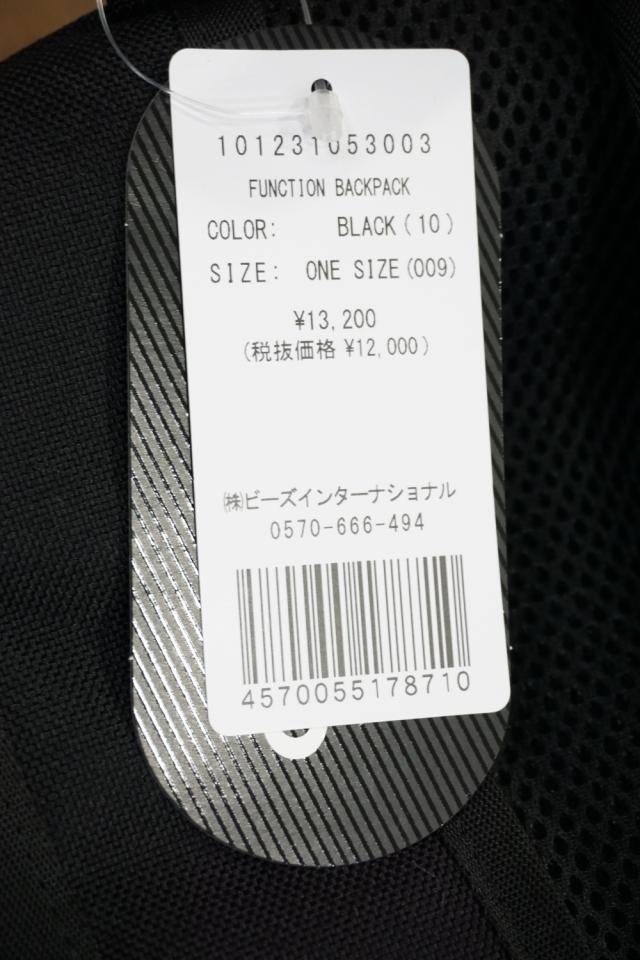 101231053003
FUNCTION BACKPACK
COLOR: BLACK(10)
SIZE: ONE SIZE(009)
¥13,200
(税抜価格 ¥12,000)
㈱ビーズインターナショナル
0570-666-494
4570055178710